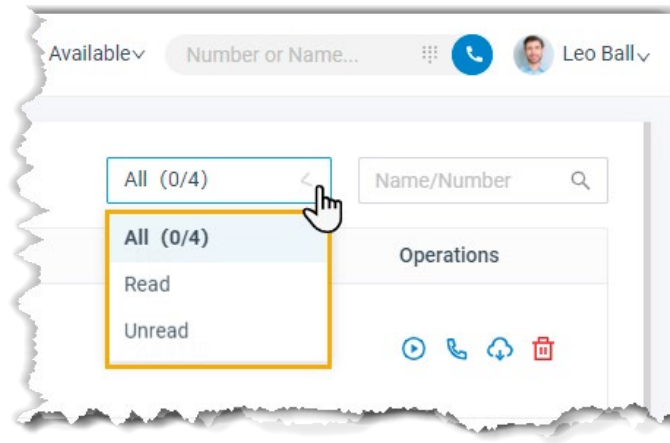 Available
Number or Name...
Leo Ball
All (0/4)
Name/Number
All (0/4)
Operations
Read
Unread